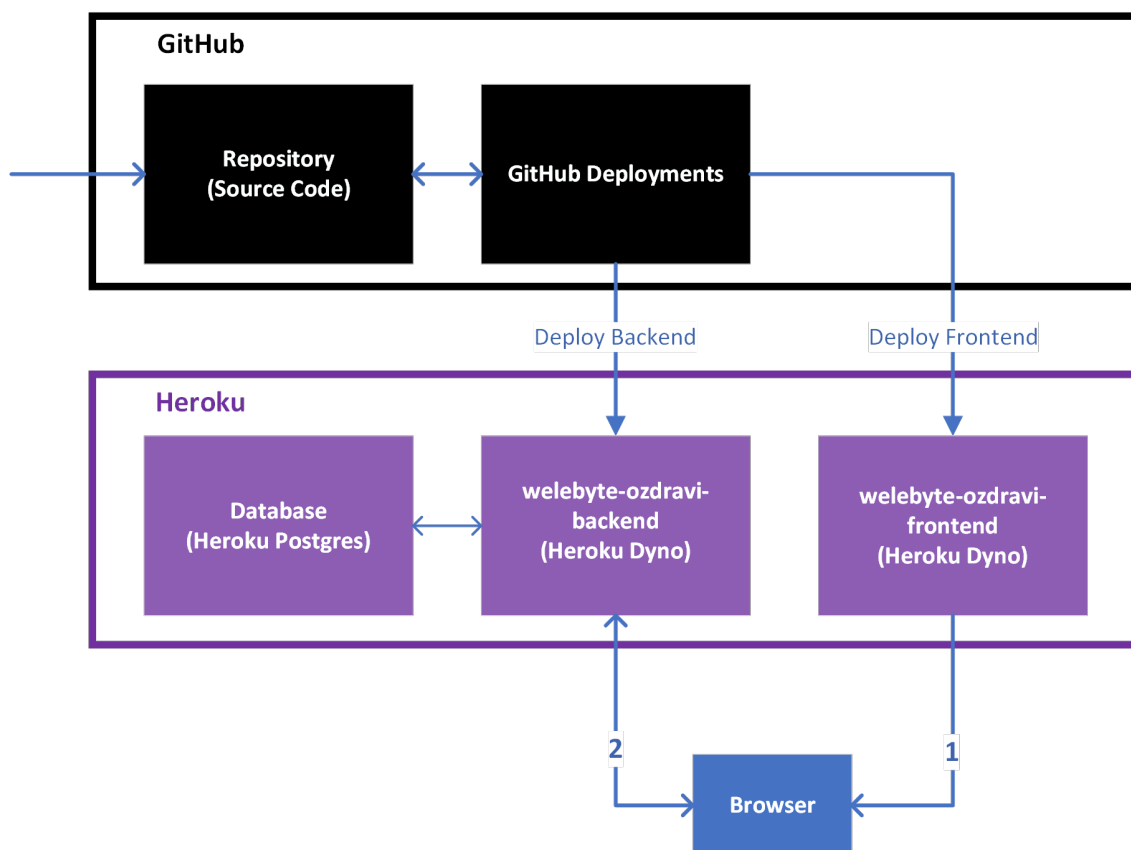 GitHub
Repository
(Source Code)
GitHub Deployments
Deploy Backend
Deploy Frontend
Heroku
Database
(Heroku Postgres)
welebyte-ozdravi-
backend
(Heroku Dyno)
welebyte-ozdravi-
frontend
(Heroku Dyno)
2
1
Browser